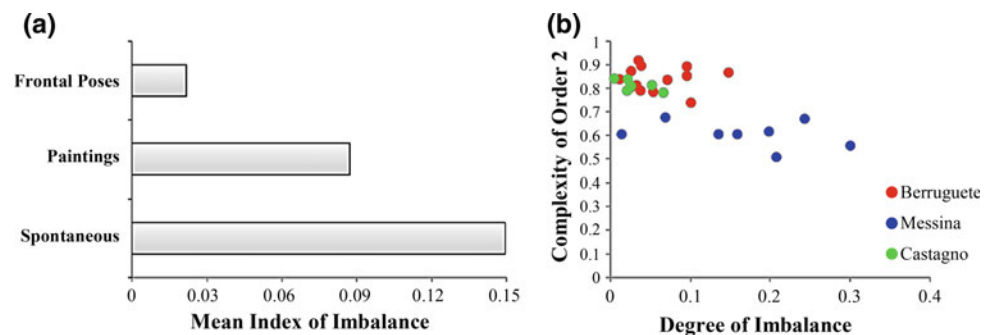 (a)
Frontal Poses
Paintings
Spontaneous
0 0.03 0.06 0.09 0.12 0.15
Mean Index of Imbalance
(b)
Complexity of Order 2
1
0.9
0.8
0.7
0.6
0.5
0.4
0.3
0.2
0.1
0
Berruguete
Messina
Castagno
0 0.1 0.2 0.3 0.4
Degree of Imbalance